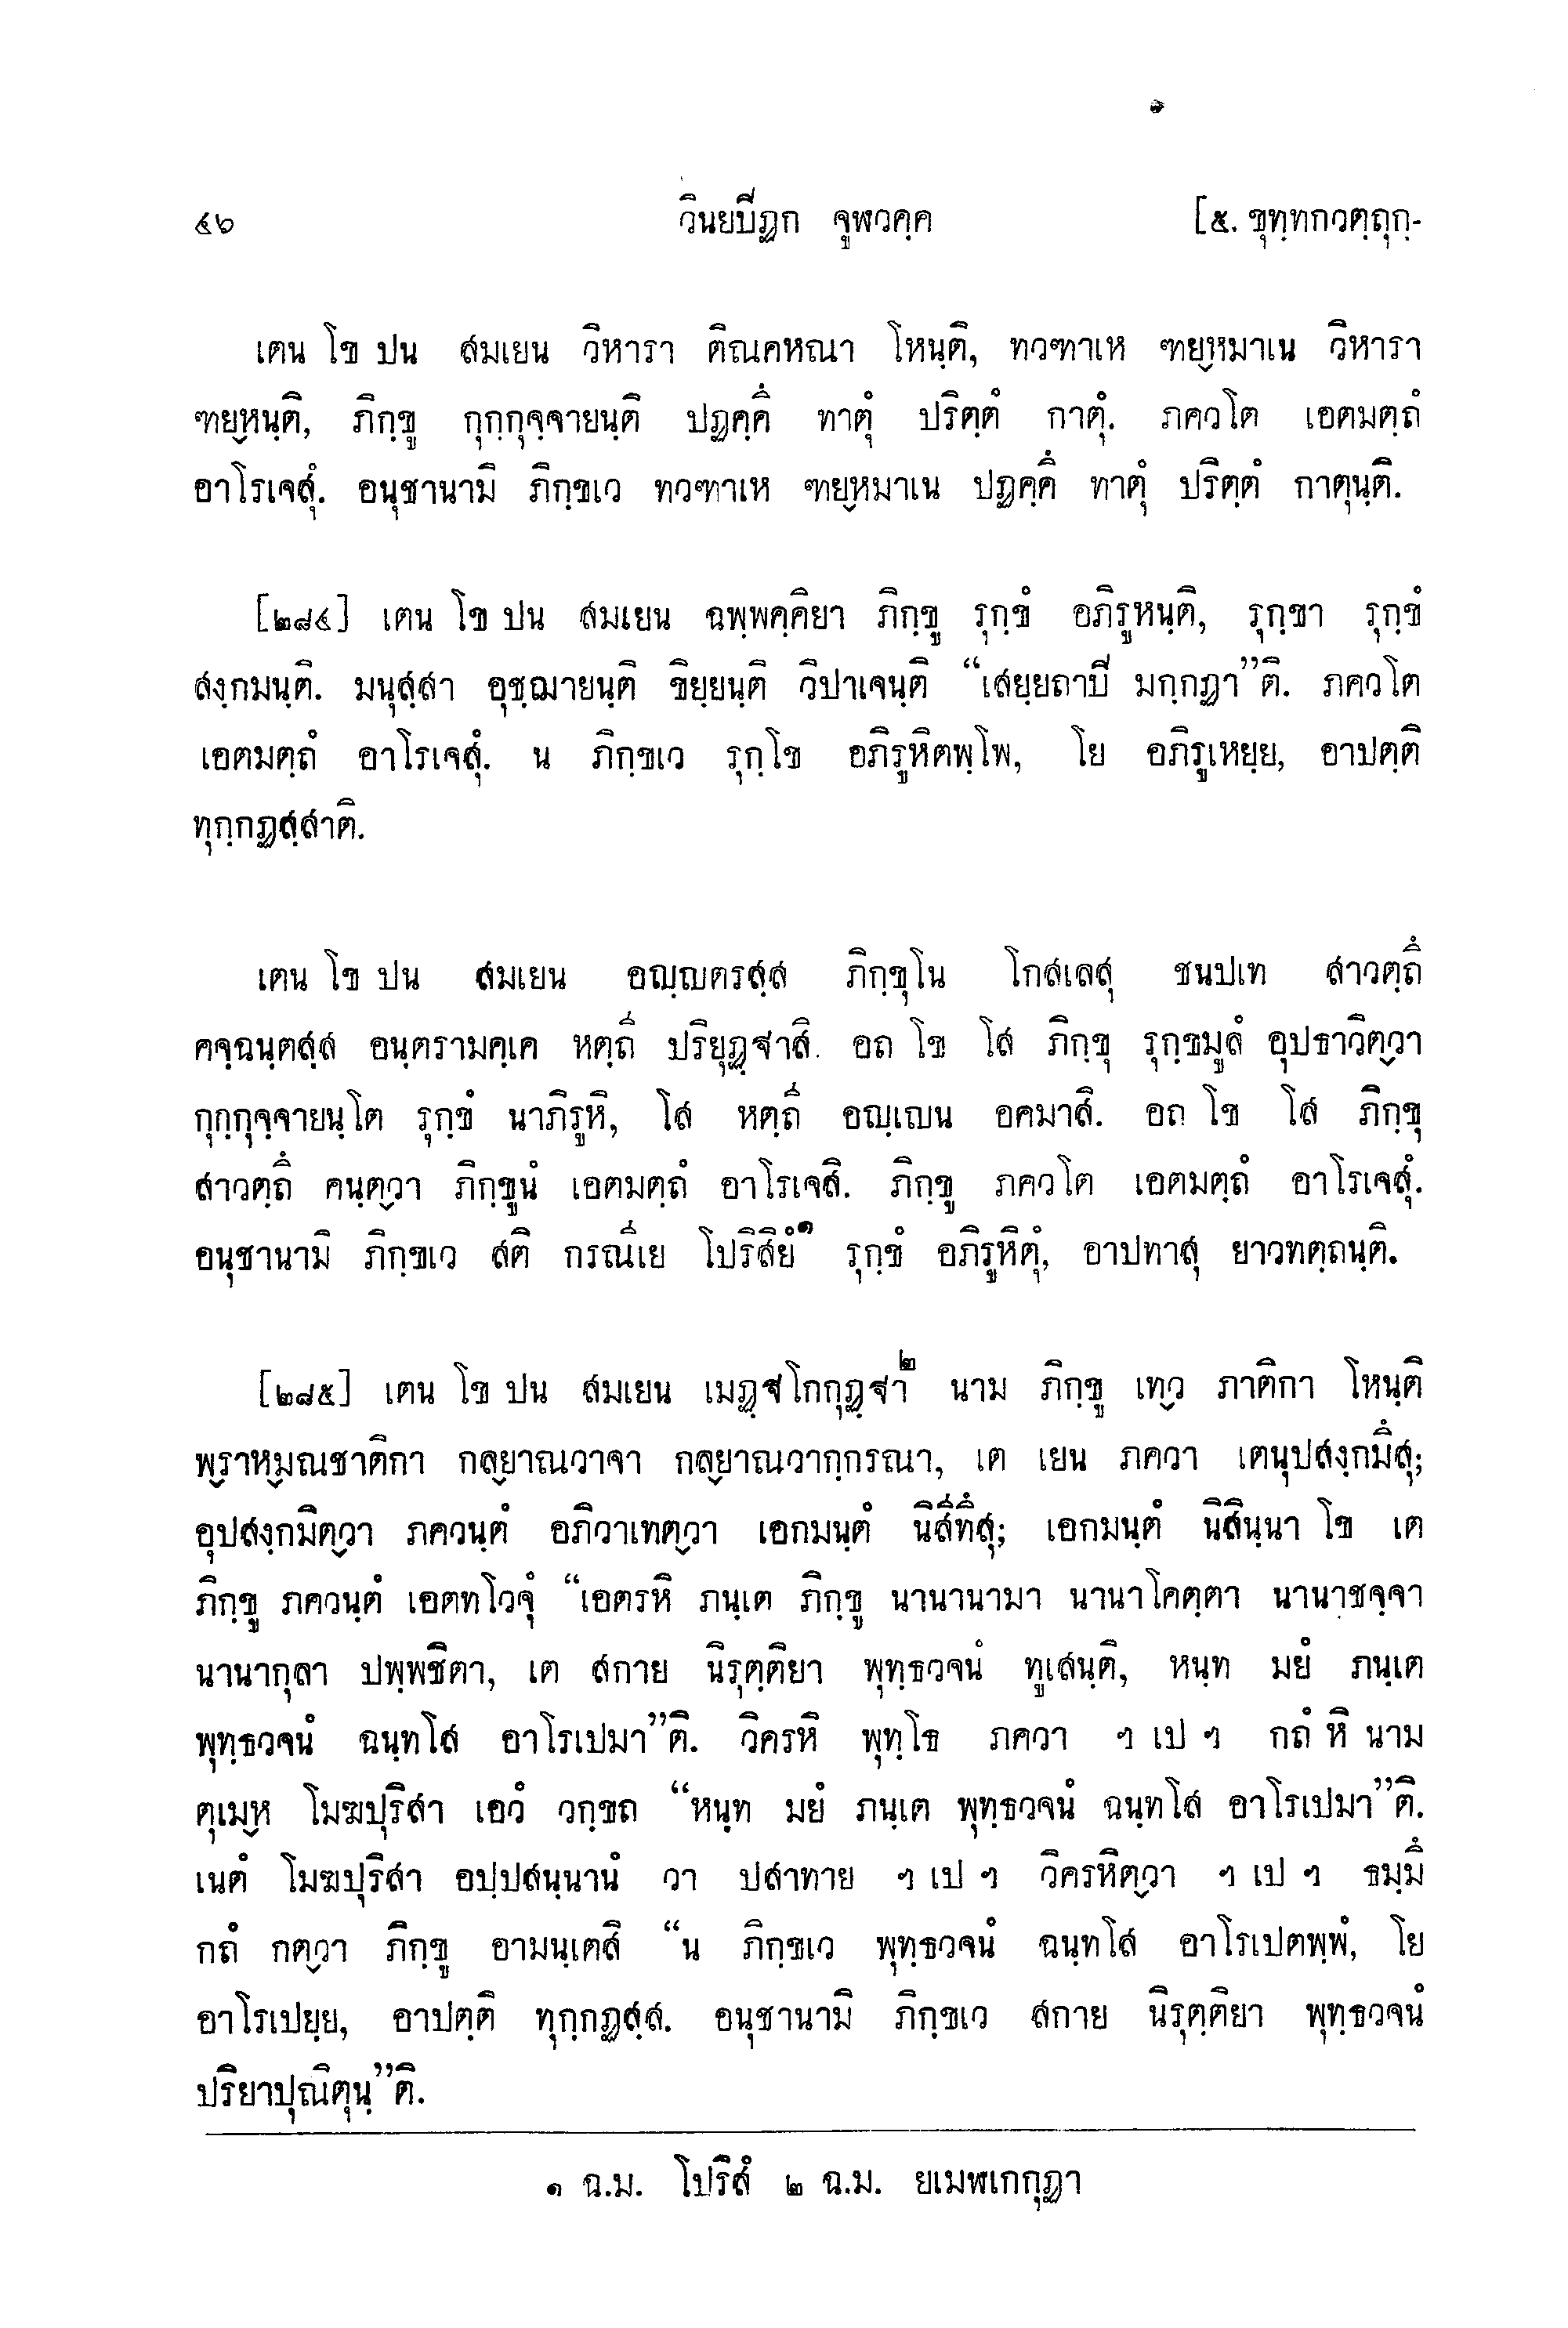 ๔๖ วินยปีฏก จูฬวคฺค [๕. ขุทฺทกวตฺถุกฺ-
เตน โข ปน สมเยน วิหารา ติณคหณา โหนฺติ, ทวฑาเห ฑยฺหมาเน วิหารา
ฑยฺหนฺติ, ภิกฺขู กุกฺกุจฺจายนฺติ ปฏคฺคึ ทาตุํ ปริตฺตํ กาตุํ. ภควโต เอตมตฺถํ
อาโรเจสุํ. อนุชานามิ ภิกฺขเว ทวฑาเห ฑยฺหมาเน ปฏคฺคึ ทาตุํ ปริตฺตํ กาตุนฺติ.
[๒๘๔] เตน โข ปน สมเยน ฉพฺพคฺคิยา ภิกฺขู รุกฺขํ อภิรูหนฺติ, รุกฺขา รุกฺขํ
สงฺกมนฺติ. มนุสฺสา อุชฺฌายนฺติ ขิยฺยนฺติ วิปาเจนฺติ “เสยฺยถาปี มกฺกฏา”ติ. ภควโต
เอตมตฺถํ อาโรเจสุํ. น ภิกฺขเว รุกฺโข อภิรูหิตพฺโพ, โย อภิรูเหยฺย, อาปตฺติ
ทุกฺกฏสฺสาติ.
เตน โข ปน สมเยน อญฺญตรสฺส ภิกฺขุโน โกสเลสุ ชนปเท สาวตฺถึ
คจฺฉนฺตสฺส อนฺตรามคฺเค หตฺถี ปริยุฏฺฐาสิ. อถ โข โส ภิกฺขุ รุกฺขมูลํ อุปธาวิตฺวา
กุกฺกุจฺจายนฺโต รุกฺขํ นาภิรูหิ, โส หตฺถี อญฺเญน อคมาสิ. อถ โข โส ภิกฺขุ
สาวตฺถึ คนฺตฺวา ภิกฺขูนํ เอตมตฺถํ อาโรเจสิ. ภิกฺขู ภควโต เอตมตฺถํ อาโรเจสุํ.
อนุชานามิ ภิกฺขเว สติ กรณีเย โปริสิยํ๑ รุกฺขํ อภิรูหิตุํ, อาปทาสุ ยาวทตฺถนฺติ.
[๒๘๕] เตน โข ปน สมเยน เมฏฺฐโกกุฏฺฐา๒ นาม ภิกฺขู เทฺว ภาติกา โหนฺติ
พฺราหฺมณชาติกา กลฺยาณวาจา กลฺยาณวากฺกรณา, เต เยน ภควา เตนุปสงฺกมึสุ;
อุปสงฺกมิตฺวา ภควนฺตํ อภิวาเทตฺวา เอกมนฺตํ นิสีทึสุ; เอกมนฺตํ นิสินฺนา โข เต
ภิกฺขู ภควนฺตํ เอตทโวจุํ “เอตรหิ ภนฺเต ภิกฺขู นานานามา นานาโคตฺตา นานาชจฺจา
นานากุลา ปพฺพชิตา, เต สกาย นิรุตฺติยา พุทฺธวจนํ ทูเสนฺติ, หนฺท มยํ ภนฺเต
พุทฺธวจนํ ฉนฺทโส อาโรเปมา”ติ. วิครหิ พุทฺโธ ภควา ฯ เป ฯ กถํ หิ นาม
ตุเมฺห โมฆปุริสา เอวํ วกฺขถ “หนฺท มยํ ภนฺเต พุทฺธวจนํ ฉนฺทโส อาโรเปมา”ติ.
เนตํ โมฆปุริสา อปฺปสนฺนานํ วา ปสาทาย ฯ เป ฯ วิครหิตฺวา ฯ เป ฯ ธมฺมึ
กถํ กตฺวา ภิกฺขู อามนฺเตสิ “น ภิกฺขเว พุทฺธวจนํ ฉนฺทโส อาโรเปตพฺพํ, โย
อาโรเปยฺย, อาปตฺติ ทุกฺกฏสฺส. อนุชานามิ ภิกฺขเว สกาย นิรุตฺติยา พุทฺธวจนํ
ปริยาปุณิตุนฺ”ติ.
๑ ฉ.ม. โปริสํ ๒ ฉ.ม. ยเมฬเกกุฏา